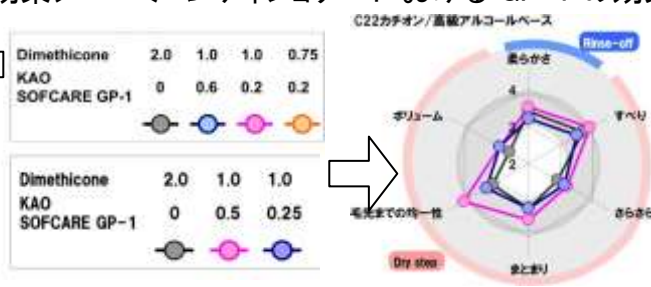 C22カチオン/高級アルコールベース
Dimethicone 2.0 1.0 1.0 0.75
KAO
SOFCARE GP-1 0 0.6 0.2 0.2
Dimethicone 2.0 1.0 1.0
KAO
SOFCARE GP-1 0 0.5 0.25
Rinse-off
柔らかさ
4
ボリューム
すべり
2
毛先までの均一性
さらさら
Dry step
まとまり